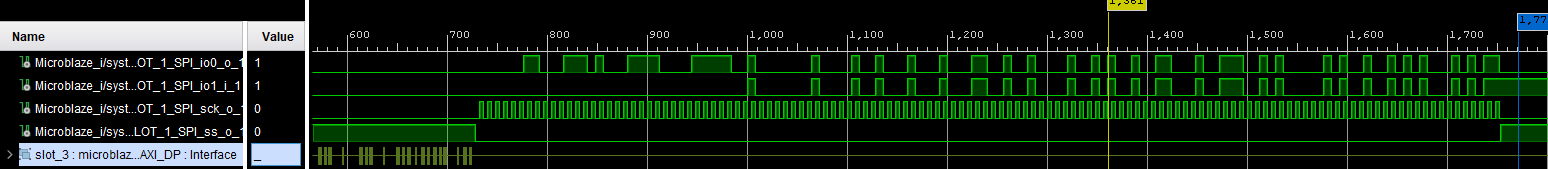 1,361
1,77
Name Value
600 700 800 900 1,000 1,100 1,200 1,300 1,400 1,500 1,600 1,700
Microblaze_i/syst...OT_1_SPI_io0_o_1 1
Microblaze_i/syst...OT_1_SPI_io1_i_1 1
Microblaze_i/syst...OT_1_SPI_sck_o_1 0
Microblaze_i/sys...LOT_1_SPI_ss_o_1 0
slot_3 : microblaz...AXI_DP : Interface _